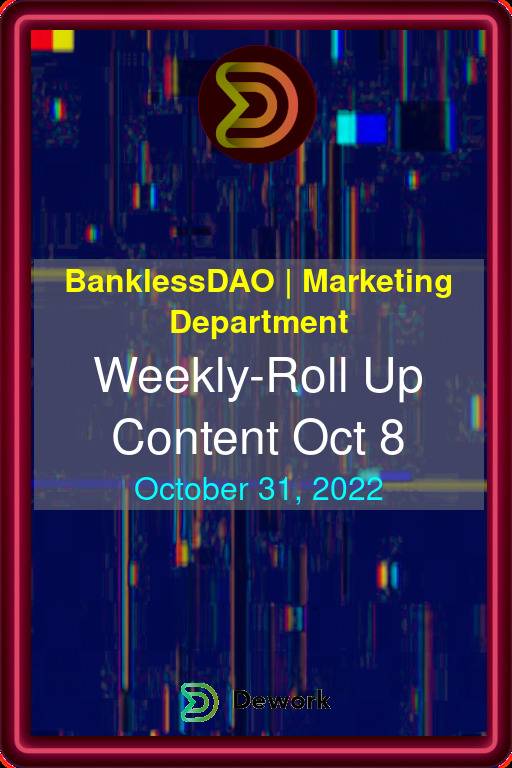 BanklessDAO | Marketing
Department
Weekly-Roll Up
Content Oct 8
October 31, 2022
Dework